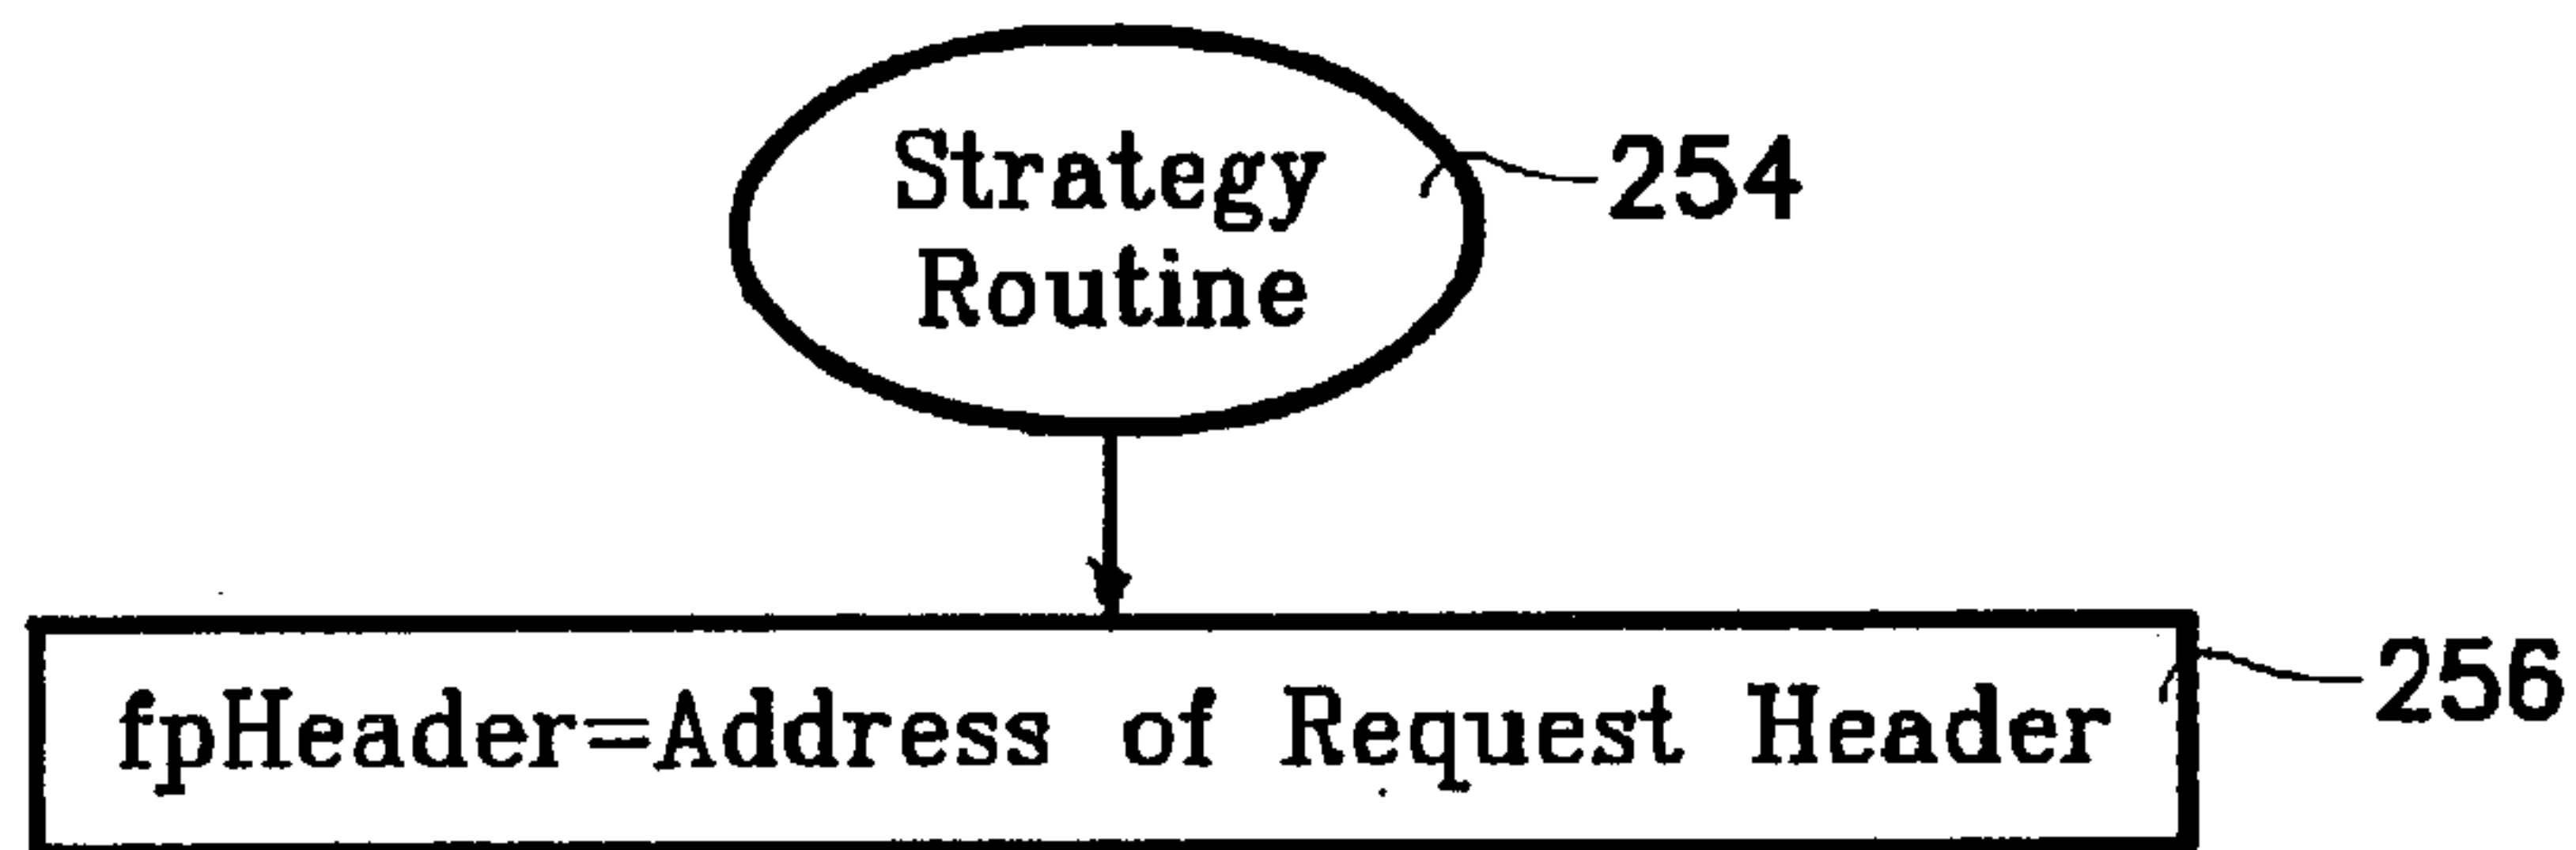 Strategy
Routine
254
fpHeader=Address of Request Header
256